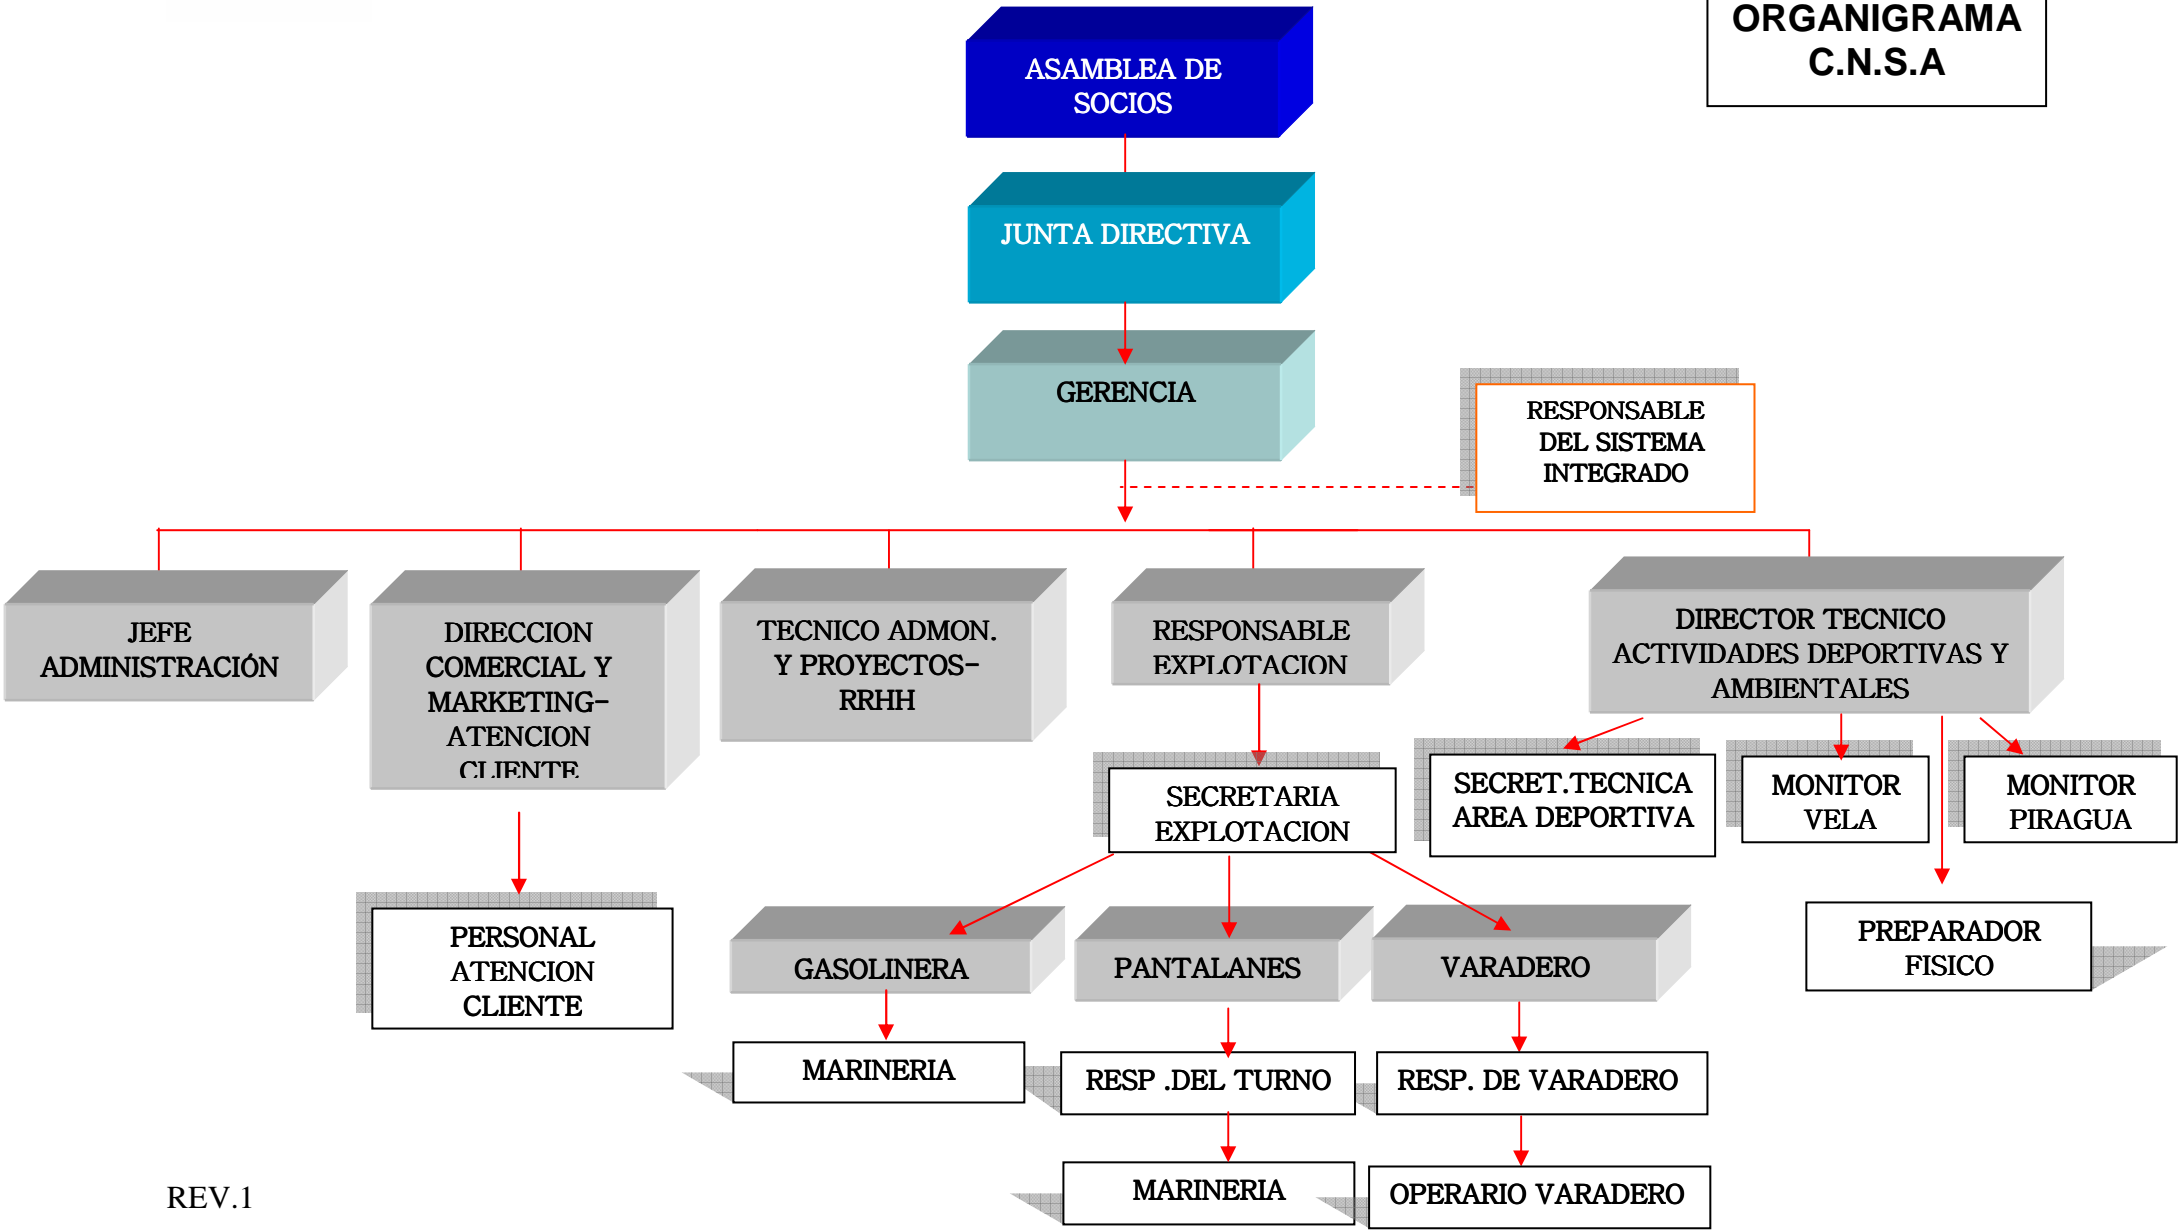 ORGANIGRAMA
C.N.S.A
ASAMBLEA DE
SOCIOS
JUNTA DIRECTIVA
GERENCIA
RESPONSABLE
DEL SISTEMA
INTEGRADO
JEFE
ADMINISTRACIÓN
DIRECCION
COMERCIAL Y
MARKETING-
ATENCION
CLIENTE
TECNICO ADMON.
Y PROYECTOS-
RRHH
RESPONSABLE
EXPLOTACION
DIRECTOR TECNICO
ACTIVIDADES DEPORTIVAS Y
AMBIENTALES
SECRETARIA
EXPLOTACION
SECRET.TECNICA
AREA DEPORTIVA
MONITOR
VELA
MONITOR
PIRAGUA
PERSONAL
ATENCION
CLIENTE
GASOLINERA
PANTALANES
VARADERO
PREPARADOR
FISICO
MARINERIA
RESP .DEL TURNO
RESP. DE VARADERO
MARINERIA
OPERARIO VARADERO
REV.1